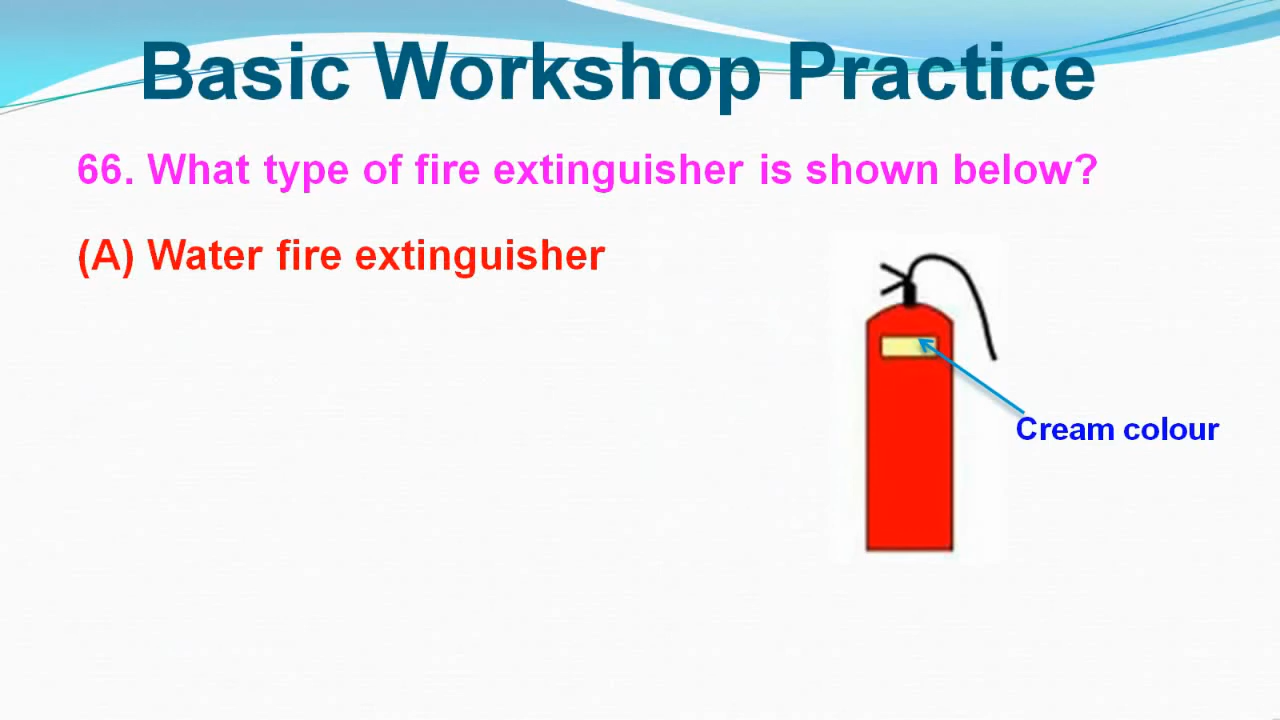 Basic Workshop Practice
66. What type of fire extinguisher is shown below?
(A) Water fire extinguisher
Cream colour